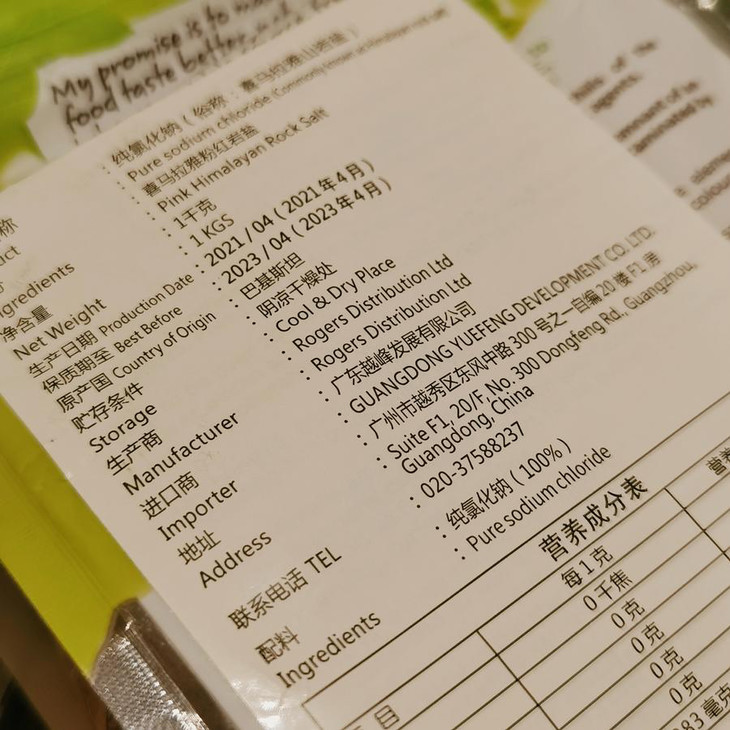 My promise is to
food taste better
: 纯氯化钠（俗称：喜马拉雅山岩盐）
: Pure sodium chloride (Commonly known as Himalayan rock salt)
: 喜马拉雅粉红岩盐
: Pink Himalayan Rock Salt
: 1千克
: 1 KGS
净含量
Net Weight
生产日期 Production Date : 2021 / 04 ( 2021年4月 )
保质期至 Best Before : 2023 / 04 ( 2023年4月 )
原产国 Country of Origin : 巴基斯坦
贮存条件 : 阴凉干燥处
Storage : Cool & Dry Place
生产商 : Rogers Distribution Ltd
Manufacturer : Rogers Distribution Ltd
进口商 : 广东越峰发展有限公司
Importer : GUANGDONG YUEFENG DEVELOPMENT CO. LTD.
地址 : 广州市越秀区东风中路 300 号之一自编 20 楼 F1 房
Address : Suite F1, 20/F, No. 300 Dongfeng Rd., Guangzhou,
Guangdong, China
联系电话 TEL : 020-37588237
配料 : 纯氯化钠（100%）
Ingredients : Pure sodium chloride
营养成分表
每 1 克
0 千焦
0 克
0 克
0 克
0 克
毫克